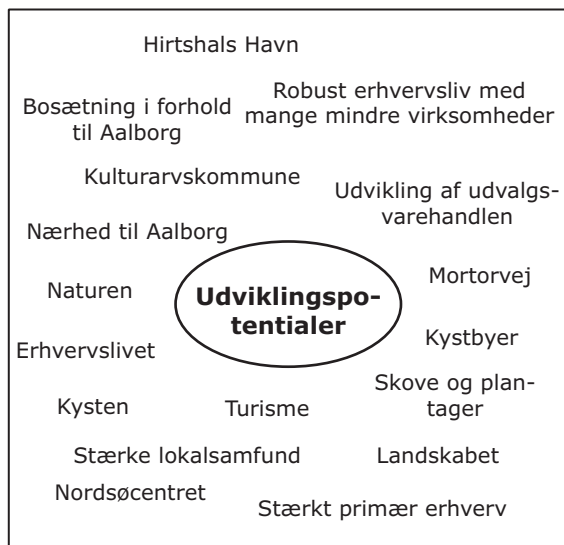 Hirtshals Havn
Robust erhvervsliv med
mange mindre virksomheder
Bosætning i forhold
til Aalborg
Kulturarvskommune
Udvikling af udvalgs-
varehandlen
Nærhed til Aalborg
Mortorvej
Naturen
Udviklingspo-
tentialer
Kystbyer
Erhvervslivet
Skove og plan-
tager
Kysten
Turisme
Stærke lokalsamfund
Landskabet
Nordsøcentret
Stærkt primær erhverv